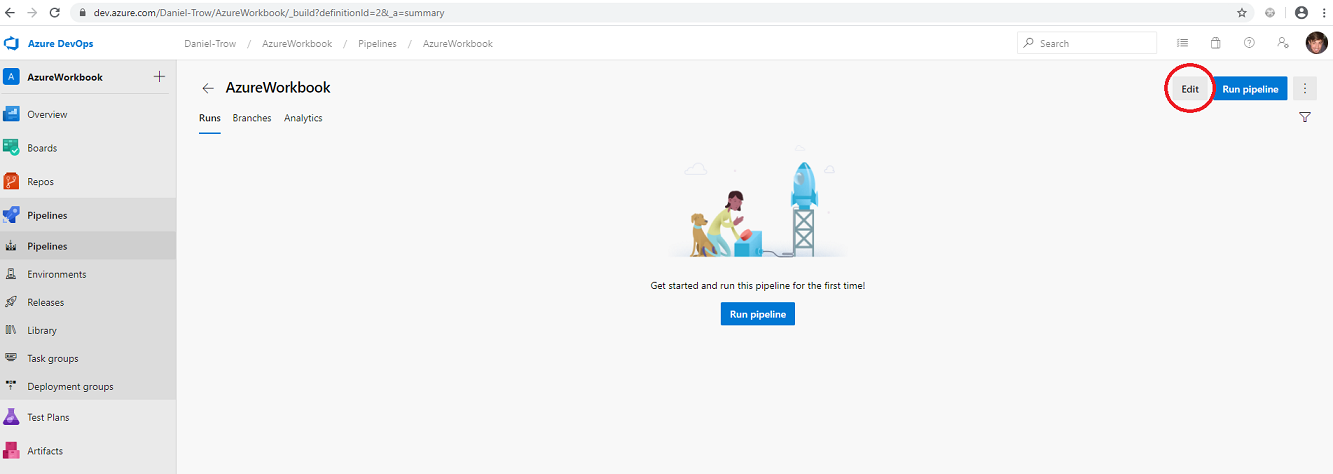 dev.azure.com/Daniel-Trow/AzureWorkbook/_build?definitionId=2&_a=summary
Azure DevOps
Daniel-Trow / AzureWorkbook / Pipelines / AzureWorkbook
Search
A AzureWorkbook
AzureWorkbook
Edit
Run pipeline
Runs Branches Analytics
Overview
Boards
Repos
Pipelines
Pipelines
Environments
Releases
Library
Task groups
Deployment groups
Test Plans
Artifacts
Get started and run this pipeline for the first time!
Run pipeline